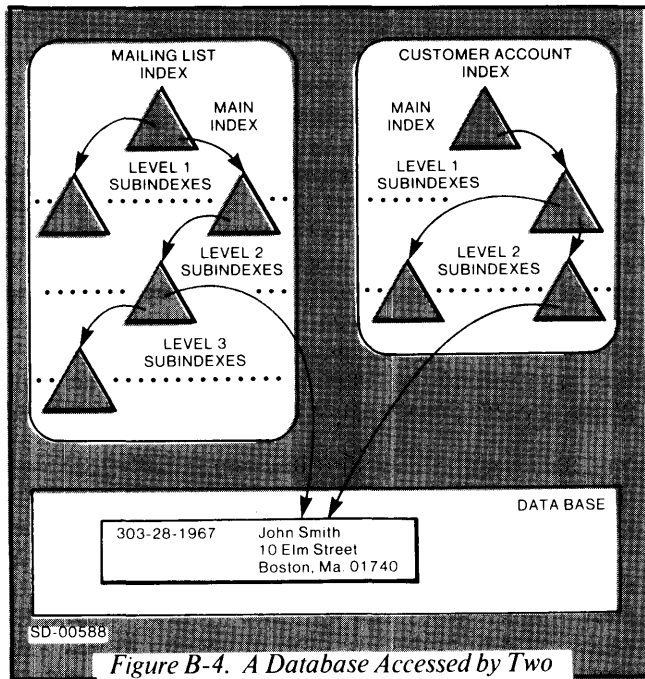 MAILING LIST
INDEX
MAIN
INDEX
LEVEL 1
SUBINDEXES
LEVEL 2
SUBINDEXES
LEVEL 3
SUBINDEXES
CUSTOMER ACCOUNT
INDEX
MAIN
INDEX
LEVEL 1
SUBINDEXES
LEVEL 2
SUBINDEXES
DATA BASE
303-28-1967 John Smith
10 Elm Street
Boston, Ma. 01740
SD-00588
Figure B-4. A Database Accessed by Two